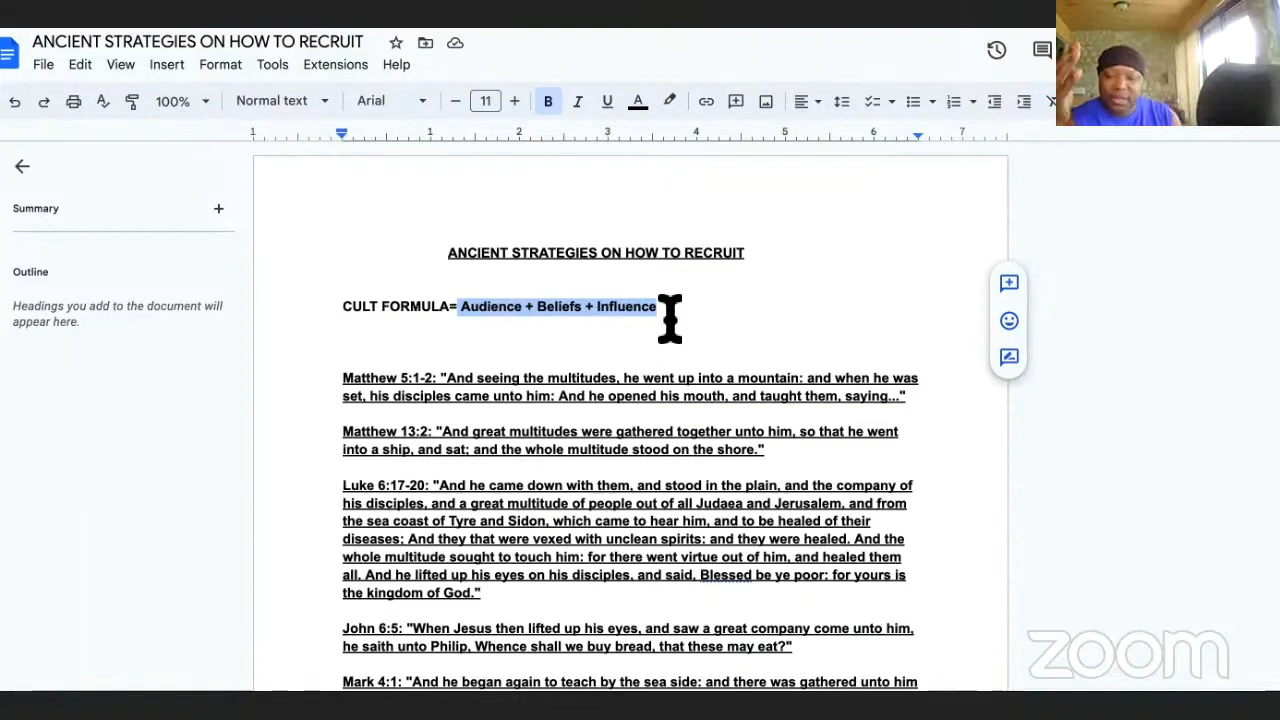 ANCIENT STRATEGIES ON HOW TO RECRUIT
File Edit View Insert Format Tools Extensions Help
100% Normal text Arial − 11 + B I U A
1 1 2 3 4 5 6 7
Summary +
Outline
Headings you add to the document will
appear here.
ANCIENT STRATEGIES ON HOW TO RECRUIT
CULT FORMULA= Audience + Beliefs + Influence
Matthew 5:1-2: "And seeing the multitudes, he went up into a mountain: and when he was
set, his disciples came unto him: And he opened his mouth, and taught them, saying..."
Matthew 13:2: "And great multitudes were gathered together unto him, so that he went
into a ship, and sat; and the whole multitude stood on the shore."
Luke 6:17-20: "And he came down with them, and stood in the plain, and the company of
his disciples, and a great multitude of people out of all Judaea and Jerusalem, and from
the sea coast of Tyre and Sidon, which came to hear him, and to be healed of their
diseases; And they that were vexed with unclean spirits: and they were healed. And the
whole multitude sought to touch him: for there went virtue out of him, and healed them
all. And he lifted up his eyes on his disciples, and said, Blessed be ye poor: for yours is
the kingdom of God."
John 6:5: "When Jesus then lifted up his eyes, and saw a great company come unto him,
he saith unto Philip, Whence shall we buy bread, that these may eat?"
Mark 4:1: "And he began again to teach by the sea side: and there was gathered unto him
zoom